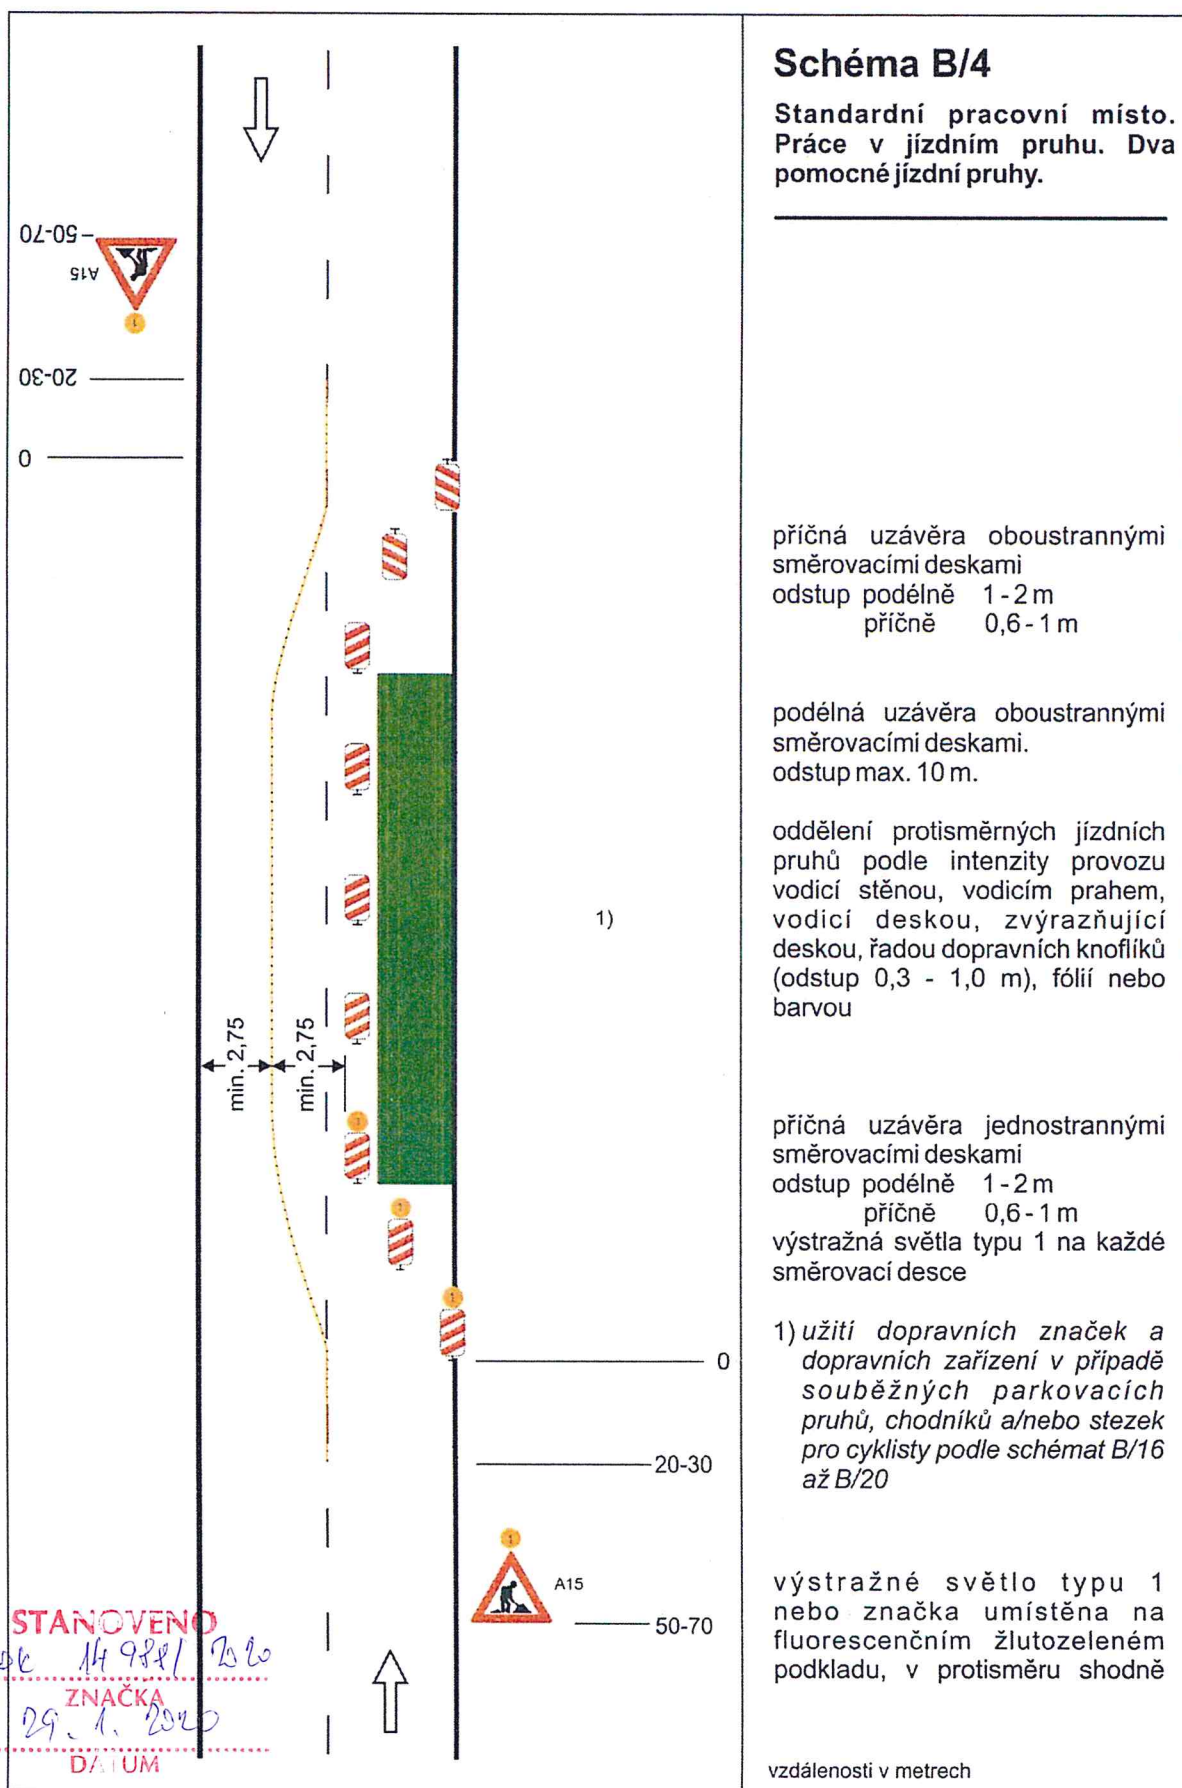 Schéma B/4
Standardní pracovní místo.
Práce v jízdním pruhu. Dva
pomocné jízdní pruhy.
50-70
A15
1
20-30
0
příčná uzávěra oboustrannými
směrovacími deskami
odstup podélně 1-2 m
příčně 0,6-1 m
podélná uzávěra oboustrannými
směrovacími deskami.
odstup max. 10 m.
oddělení protisměrných jízdních
pruhů podle intenzity provozu
vodicí stěnou, vodicím prahem,
vodicí deskou, zvýrazňující
deskou, řadou dopravních knoflíků
(odstup 0,3 - 1,0 m), fólií nebo
barvou
1)
min. 2,75
min. 2,75
1
1
1
příčná uzávěra jednostrannými
směrovacími deskami
odstup podélně 1-2 m
příčně 0,6-1 m
výstražná světla typu 1 na každé
směrovací desce
0
1) užití dopravních značek a
dopravních zařízení v případě
souběžných parkovacích
pruhů, chodníků a/nebo stezek
pro cyklisty podle schémat B/16
až B/20
20-30
1
A15
50-70
výstražné světlo typu 1
nebo značka umístěna na
fluorescenčním žlutozeleném
podkladu, v protisměru shodně
STANOVENO
2020
ZNAČKA
29. 1. 2020
DATUM
vzdálenosti v metrech